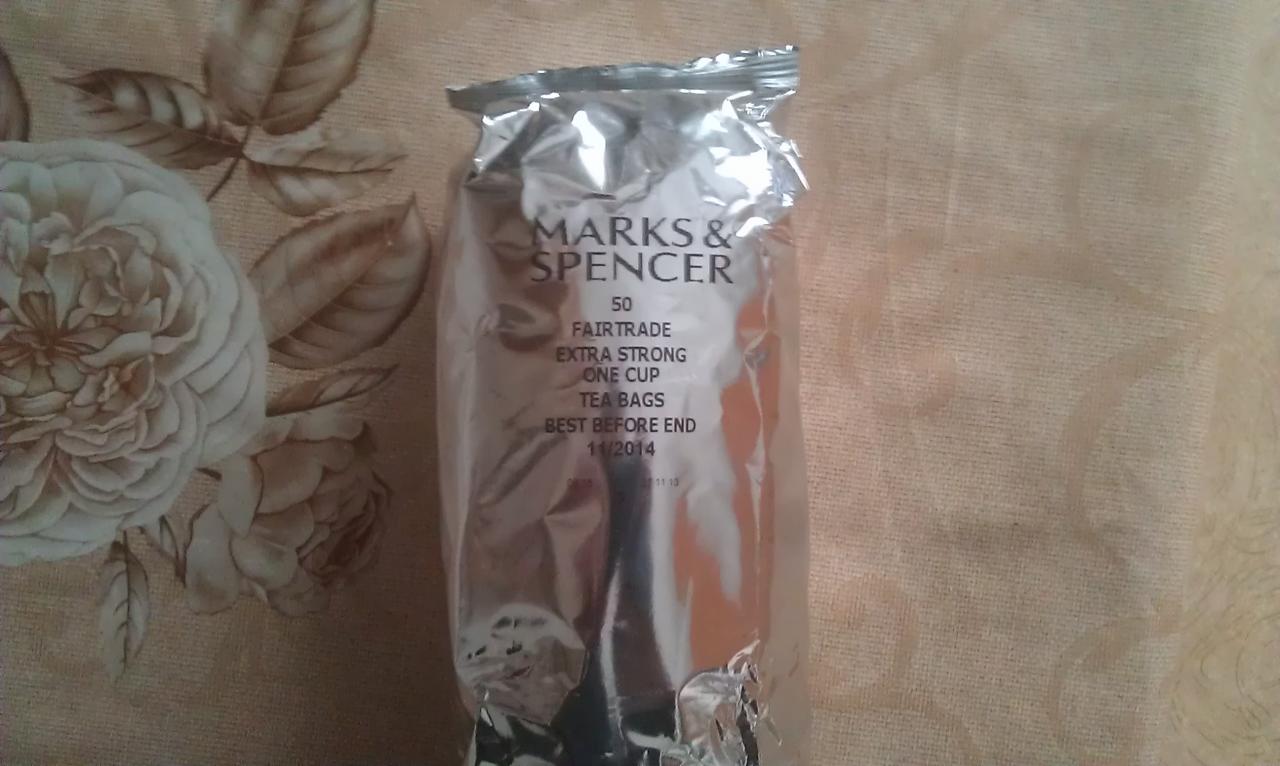 MARKS &
SPENCER
50
FAIRTRADE
EXTRA STRONG
ONE CUP
TEA BAGS
BEST BEFORE END
11/2014